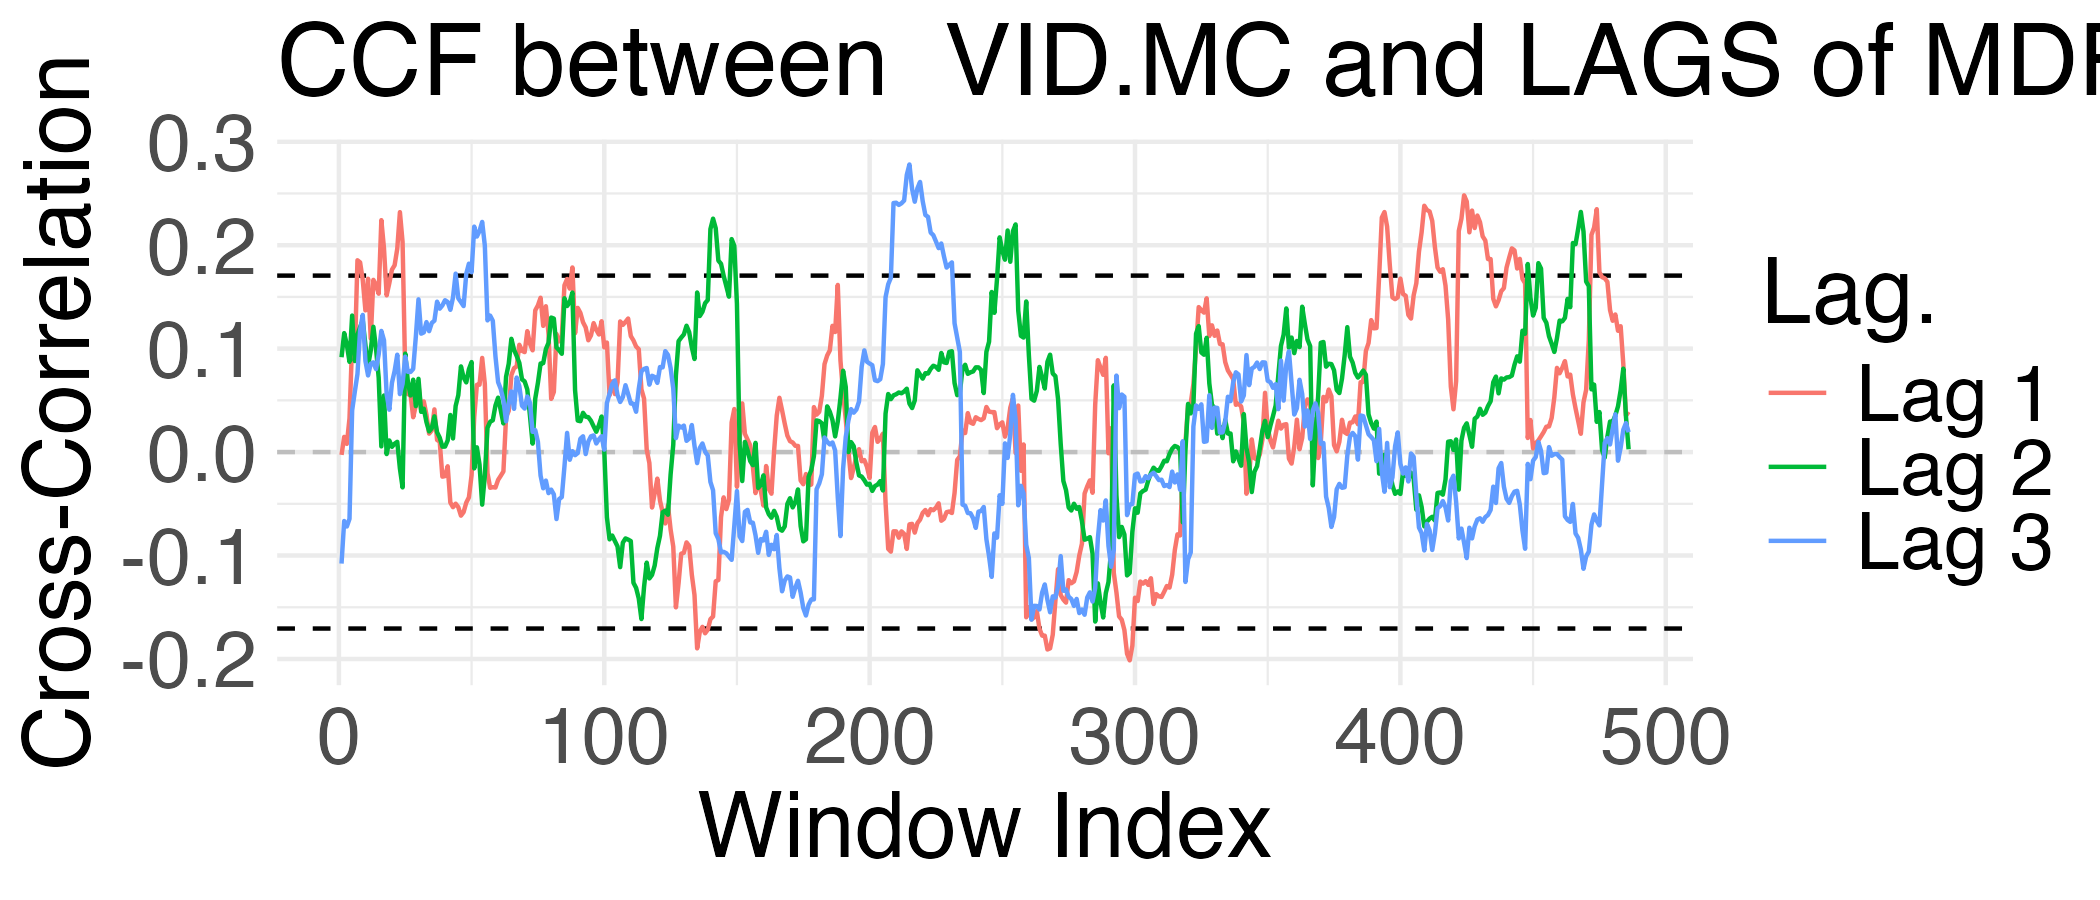 CCF between  VID.MC and LAGS of MD
Cross-Correlation
0.3
0.2
0.1
0.0
-0.1
-0.2
0 100 200 300 400 500
Window Index
Lag.
Lag 1
Lag 2
Lag 3